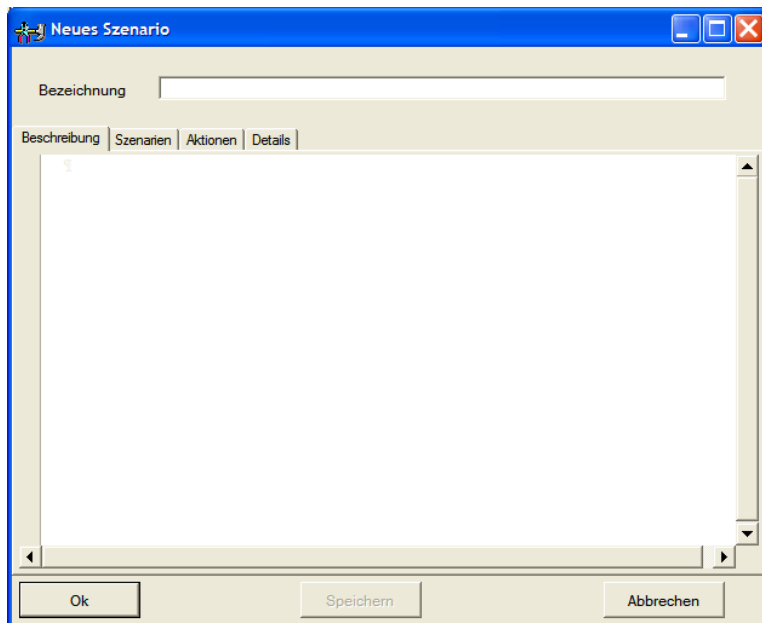 Neues Szenario
Bezeichnung
Beschreibung Szenarien Aktionen Details
Ok Speichern Abbrechen